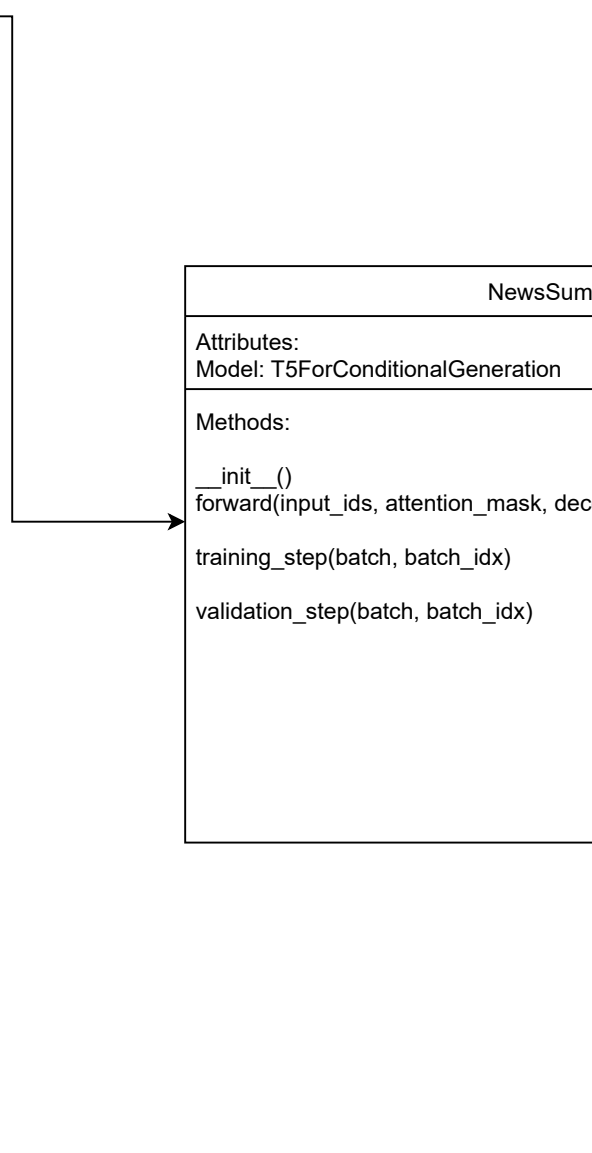 NewsSum
Attributes:
Model: T5ForConditionalGeneration
Methods:
__init__()
forward(input_ids, attention_mask, dec
training_step(batch, batch_idx)
validation_step(batch, batch_idx)